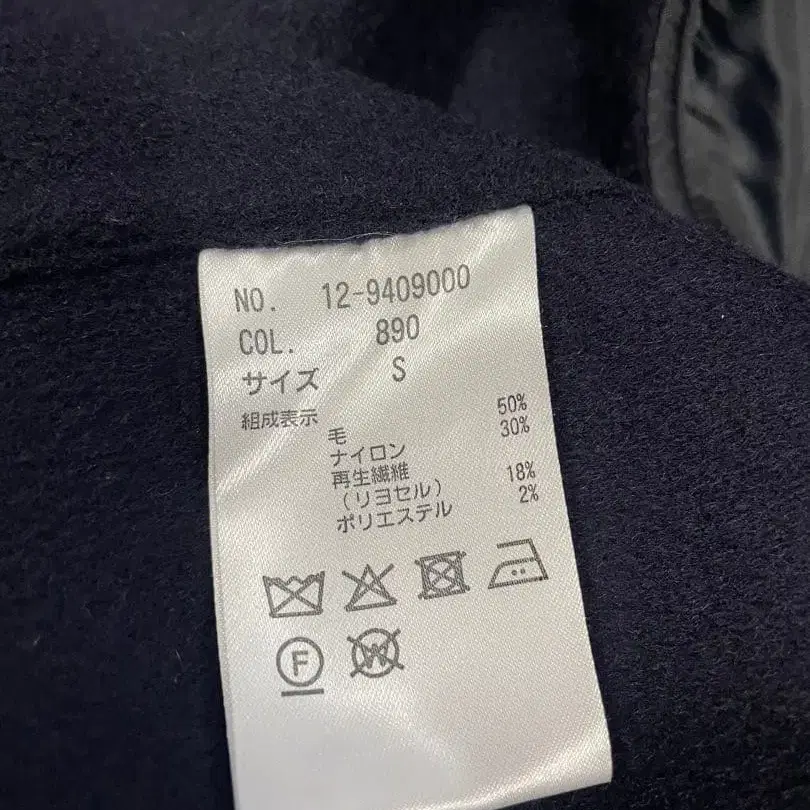 NO. 12-9409000
COL. 890
サイズ S
組成表示
毛 50%
ナイロン 30%
再生繊維
(リヨセル) 18%
ポリエステル 2%
F W